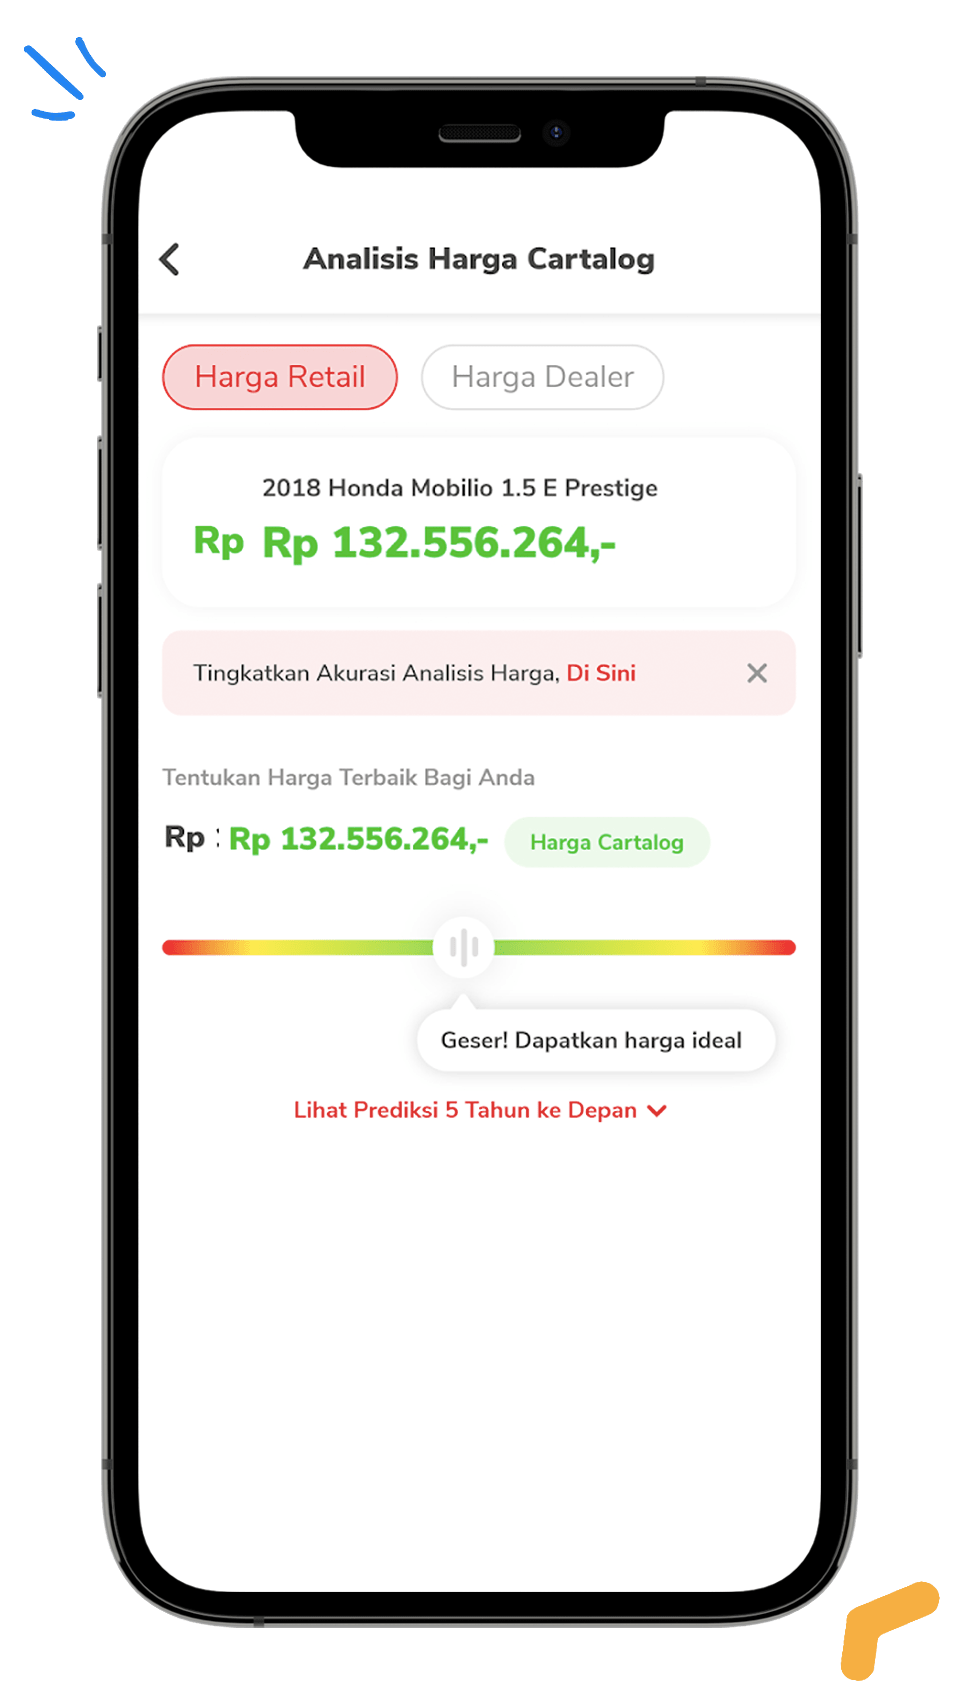 Analisis Harga Cartalog
Harga Retail
Harga Dealer
2018 Honda Mobilio 1.5 E Prestige
Rp Rp 132.556.264,-
Tingkatkan Akurasi Analisis Harga, Di Sini
Tentukan Harga Terbaik Bagi Anda
Rp Rp 132.556.264,- Harga Cartalog
Geser! Dapatkan harga ideal
Lihat Prediksi 5 Tahun ke Depan